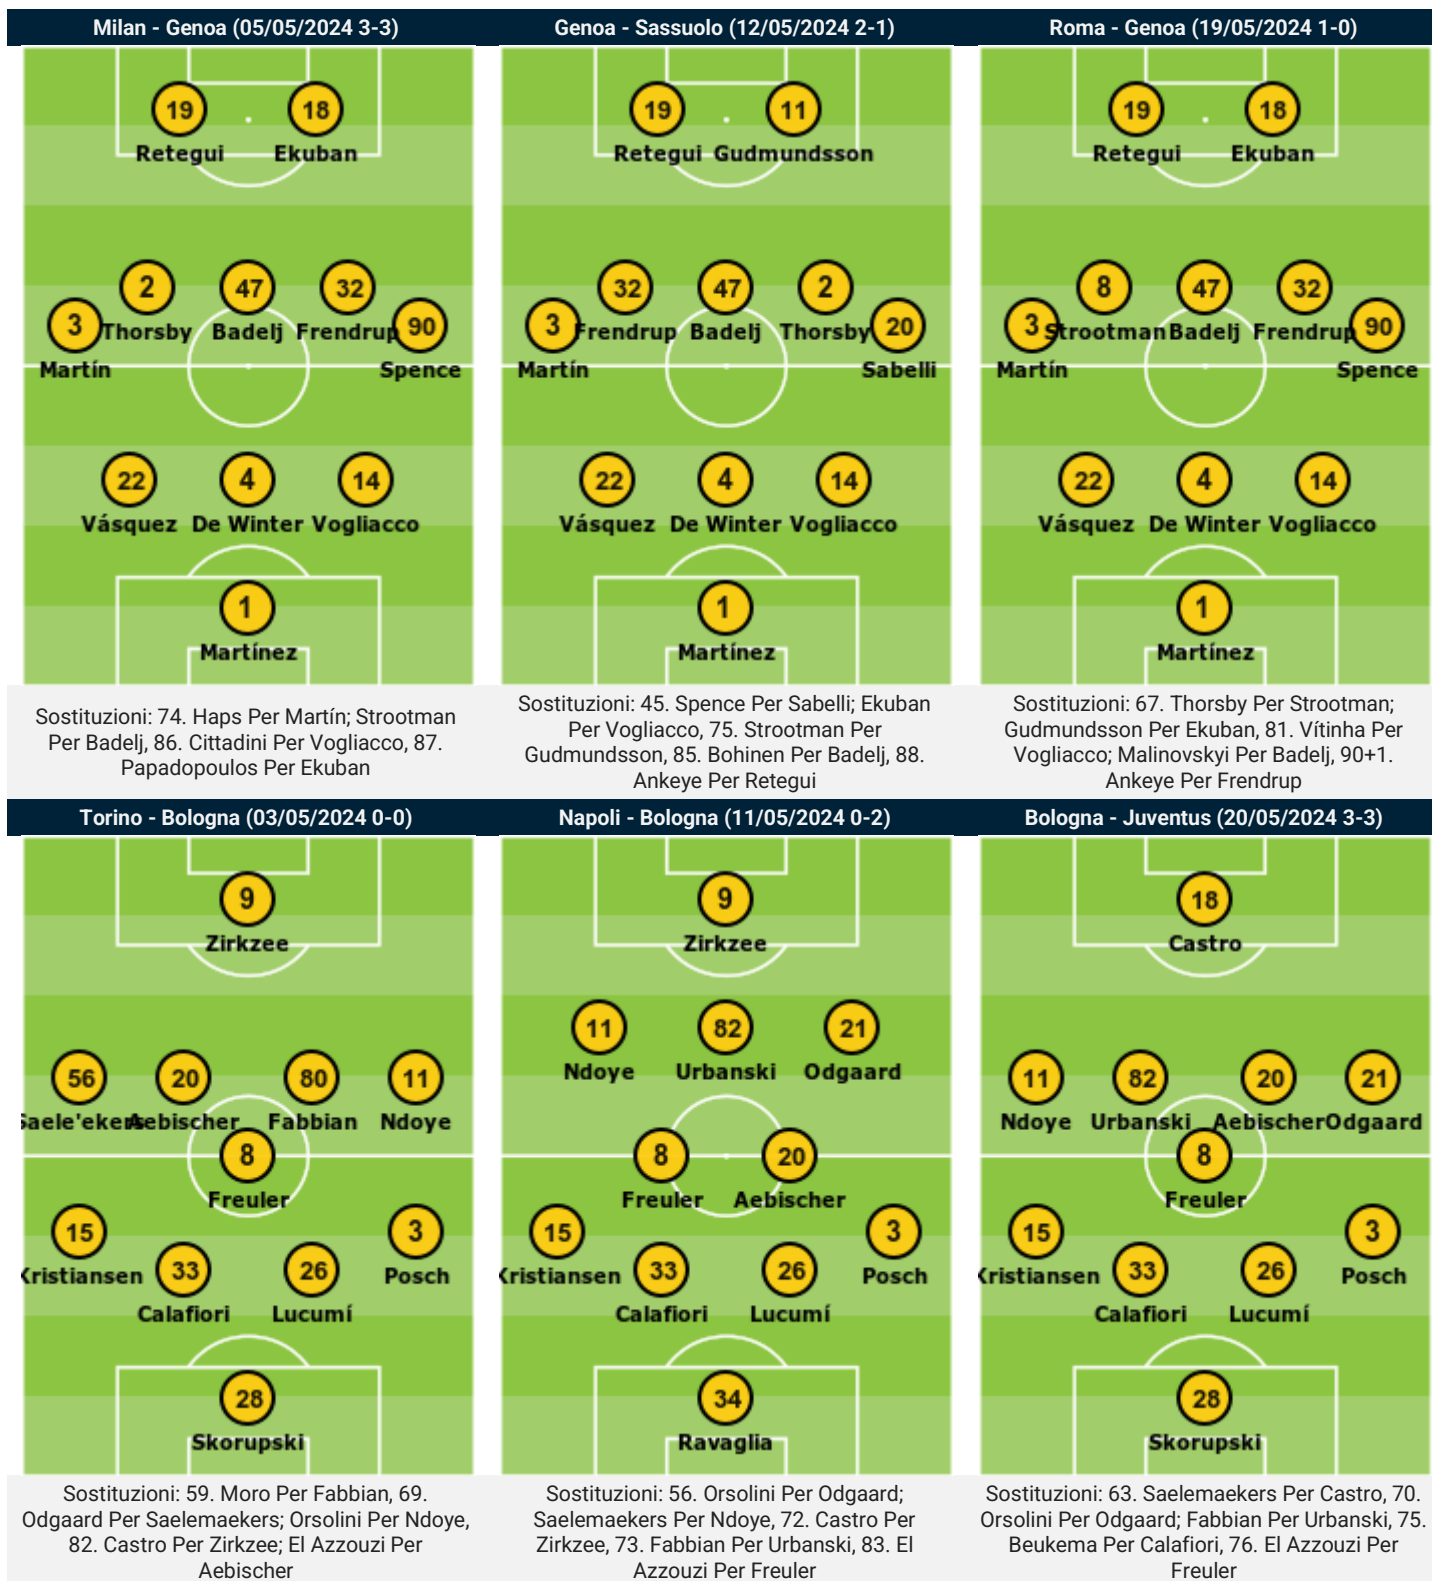 Milan - Genoa (05/05/2024 3-3)
19 18
Retegui Ekuban
2 47 32
3 90
Thorsby Badelj Frendrup
Martín Spence
22 4 14
Vásquez De Winter Vogliacco
1
Martínez
Sostituzioni: 74. Haps Per Martín; Strootman
Per Badelj, 86. Cittadini Per Vogliacco, 87.
Papadopoulos Per Ekuban
Genoa - Sassuolo (12/05/2024 2-1)
19 11
Retegui Gudmundsson
32 47 2
3 20
Frendrup Badelj Thorsby
Martín Sabelli
22 4 14
Vásquez De Winter Vogliacco
1
Martínez
Sostituzioni: 45. Spence Per Sabelli; Ekuban
Per Vogliacco, 75. Strootman Per
Gudmundsson, 85. Bohinen Per Badelj, 88.
Ankeye Per Retegui
Roma - Genoa (19/05/2024 1-0)
19 18
Retegui Ekuban
8 47 32
3 90
Strootman Badelj Frendrup
Martín Spence
22 4 14
Vásquez De Winter Vogliacco
1
Martínez
Sostituzioni: 67. Thorsby Per Strootman;
Gudmundsson Per Ekuban, 81. Vítinha Per
Vogliacco; Malinovskyi Per Badelj, 90+1.
Ankeye Per Frendrup
Torino - Bologna (03/05/2024 0-0)
9
Zirkzee
56 20 80 11
Saele'ekers Aebischer Fabbian Ndoye
8
Freuler
15 3
Kristiansen Posch
33 26
Calafiori Lucumí
28
Skorupski
Sostituzioni: 59. Moro Per Fabbian, 69.
Odgaard Per Saelemaekers; Orsolini Per Ndoye,
82. Castro Per Zirkzee; El Azzouzi Per
Aebischer
Napoli - Bologna (11/05/2024 0-2)
9
Zirkzee
11 82 21
Ndoye Urbanski Odgaard
8 20
Freuler Aebischer
15 3
Kristiansen Posch
33 26
Calafiori Lucumí
34
Ravaglia
Sostituzioni: 56. Orsolini Per Odgaard;
Saelemaekers Per Ndoye, 72. Castro Per
Zirkzee, 73. Fabbian Per Urbanski, 83. El
Azzouzi Per Freuler
Bologna - Juventus (20/05/2024 3-3)
18
Castro
11 82 20 21
Ndoye Urbanski Aebischer Odgaard
8
Freuler
15 3
Kristiansen Posch
33 26
Calafiori Lucumí
28
Skorupski
Sostituzioni: 63. Saelemaekers Per Castro, 70.
Orsolini Per Odgaard; Fabbian Per Urbanski, 75.
Beukema Per Calafiori, 76. El Azzouzi Per
Freuler